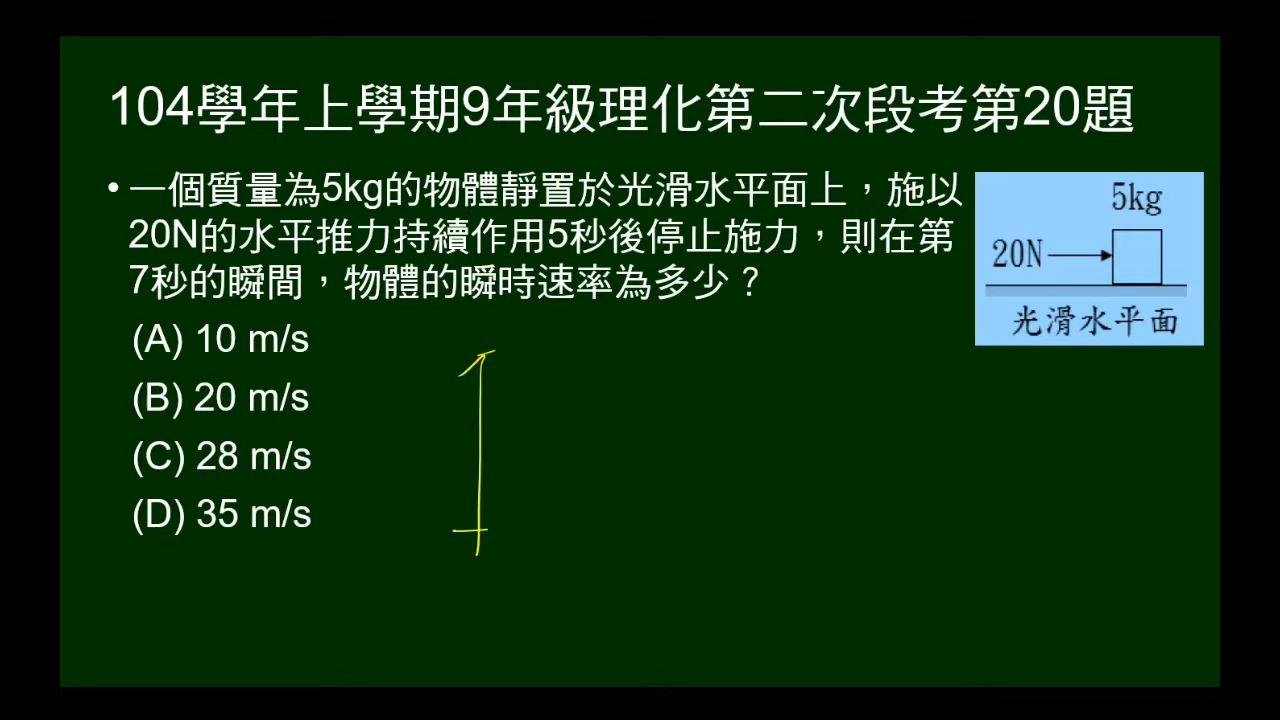 104學年上學期9年級理化第二次段考第20題
• 一個質量為5kg的物體靜置於光滑水平面上，施以
20N的水平推力持續作用5秒後停止施力，則在第
7秒的瞬間，物體的瞬時速率為多少？
(A) 10 m/s
(B) 20 m/s
(C) 28 m/s
(D) 35 m/s
5kg
20N
光滑水平面